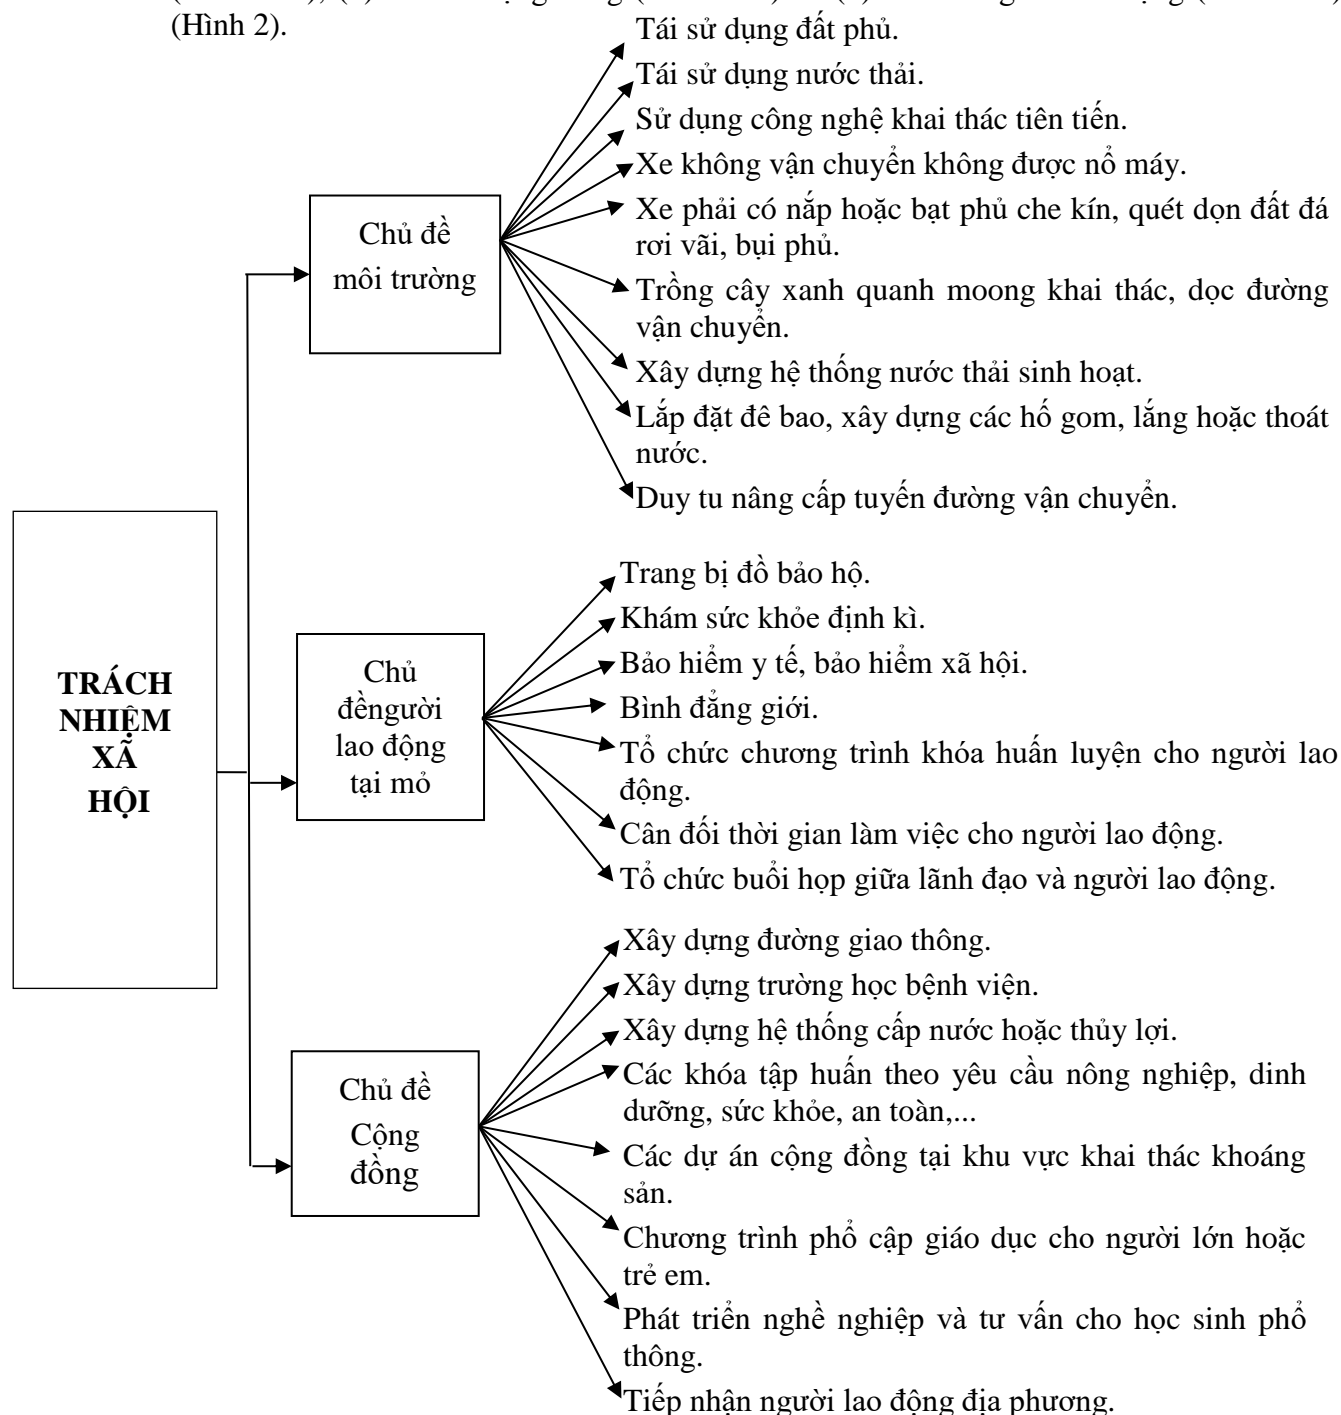 (Hình 2).
Tái sử dụng đất phủ.
Tái sử dụng nước thải.
Sử dụng công nghệ khai thác tiên tiến.
Xe không vận chuyển không được nổ máy.
Xe phải có nắp hoặc bạt phủ che kín, quét dọn đất đá
rơi vãi, bụi phủ.
Trồng cây xanh quanh moong khai thác, dọc đường
vận chuyển.
Xây dựng hệ thống nước thải sinh hoạt.
Lắp đặt đê bao, xây dựng các hố gom, lắng hoặc thoát
nước.
Duy tu nâng cấp tuyến đường vận chuyển.
Chủ đề
môi trường
Trang bị đồ bảo hộ.
Khám sức khỏe định kì.
Bảo hiểm y tế, bảo hiểm xã hội.
Bình đẳng giới.
Tổ chức chương trình khóa huấn luyện cho người lao
động.
Cân đối thời gian làm việc cho người lao động.
Tổ chức buổi họp giữa lãnh đạo và người lao động.
Chủ
đềngười
lao động
tại mỏ
TRÁCH
NHIỆM
XÃ
HỘI
Xây dựng đường giao thông.
Xây dựng trường học bệnh viện.
Xây dựng hệ thống cấp nước hoặc thủy lợi.
Các khóa tập huấn theo yêu cầu nông nghiệp, dinh
dưỡng, sức khỏe, an toàn,...
Các dự án cộng đồng tại khu vực khai thác khoáng
sản.
Chương trình phổ cập giáo dục cho người lớn hoặc
trẻ em.
Phát triển nghề nghiệp và tư vấn cho học sinh phổ
thông.
Tiếp nhận người lao động địa phương.
Chủ đề
Cộng
đồng